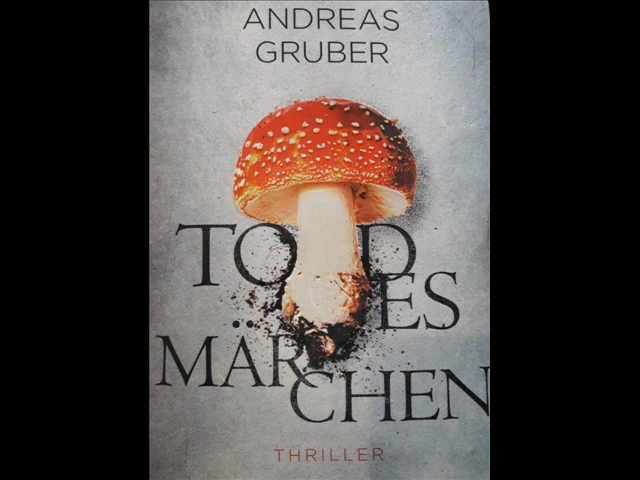 ANDREAS
GRUBER
TOD
ES
MÄR
CHEN
THRILLER